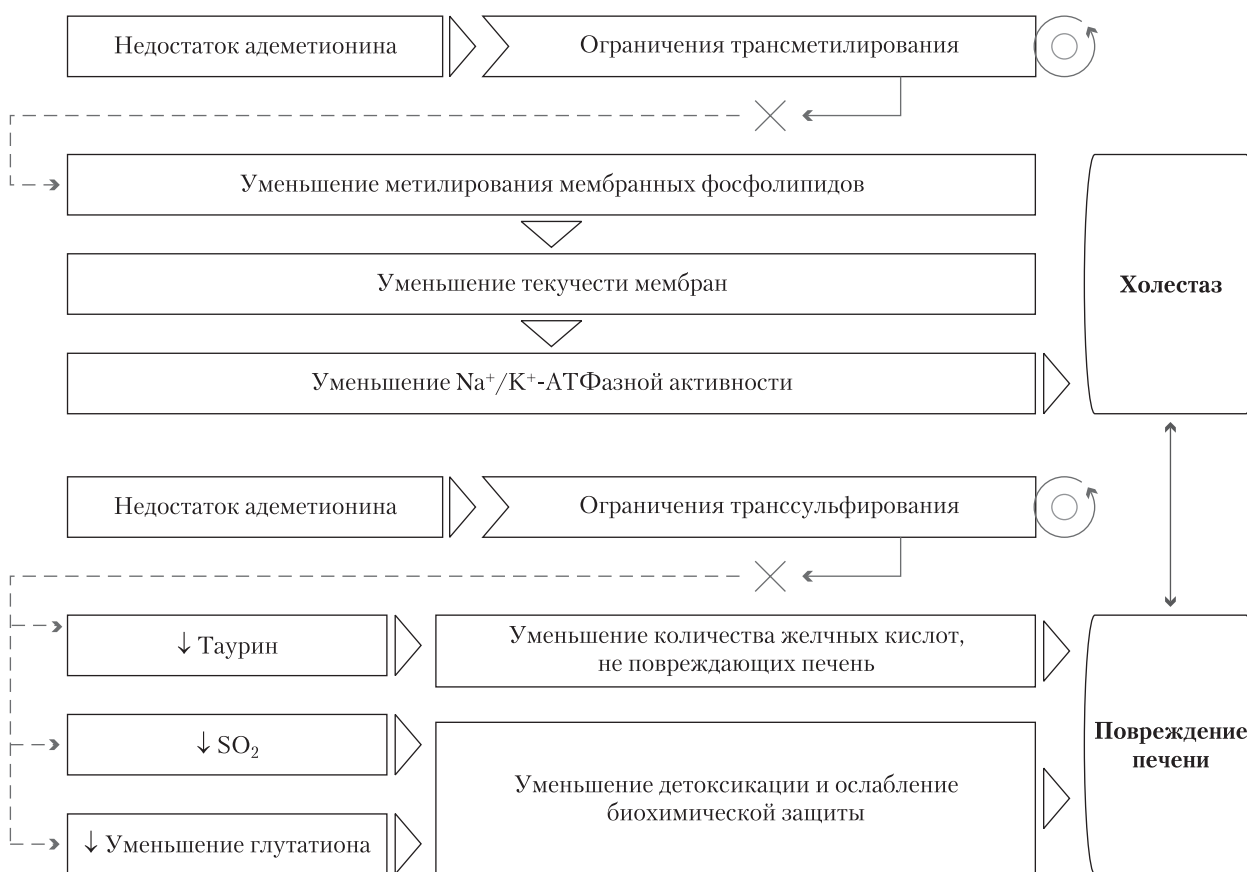 Недостаток адеметионина
Ограничения трансметилирования
Уменьшение метилирования мембранных фосфолипидов
Уменьшение текучести мембран
Холестаз
Уменьшение Na⁺/K⁺-АТФазной активности
Недостаток адеметионина
Ограничения транссульфирования
↓ Таурин
Уменьшение количества желчных кислот,
не повреждающих печень
↓ SO₂
Уменьшение детоксикации и ослабление
биохимической защиты
↓ Уменьшение глутатиона
Повреждение
печени